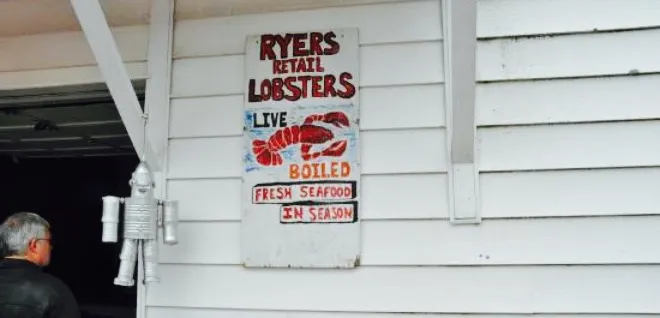 RYERS
RETAIL
LOBSTERS
LIVE
BOILED
FRESH SEAFOOD
IN SEASON